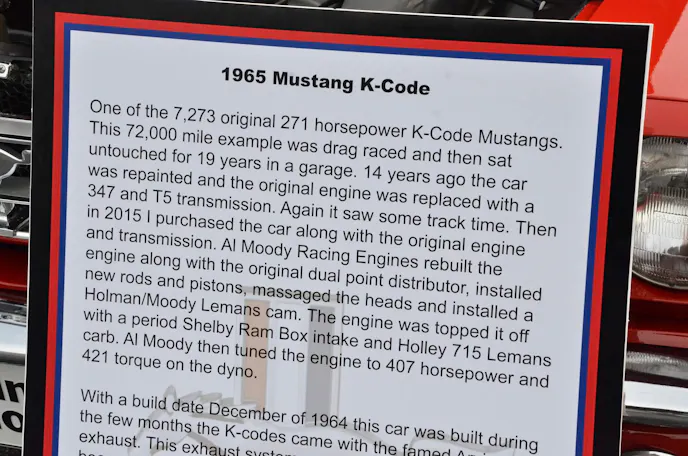 1965 Mustang K-Code
One of the 7,273 original 271 horsepower K-Code Mustangs.
This 72,000 mile example was drag raced and then sat
untouched for 19 years in a garage. 14 years ago the car
was repainted and the original engine was replaced with a
347 and T5 transmission. Again it saw some track time. Then
in 2015 I purchased the car along with the original engine
and transmission. Al Moody Racing Engines rebuilt the
engine along with the original dual point distributor, installed
new rods and pistons, massaged the heads and installed a
Holman/Moody Lemans cam. The engine was topped it off
with a period Shelby Ram Box intake and Holley 715 Lemans
carb. Al Moody then tuned the engine to 407 horsepower and
421 torque on the dyno.
With a build date December of 1964 this car was built during
the few months the K-codes came with the famed
exhaust. This exhaust